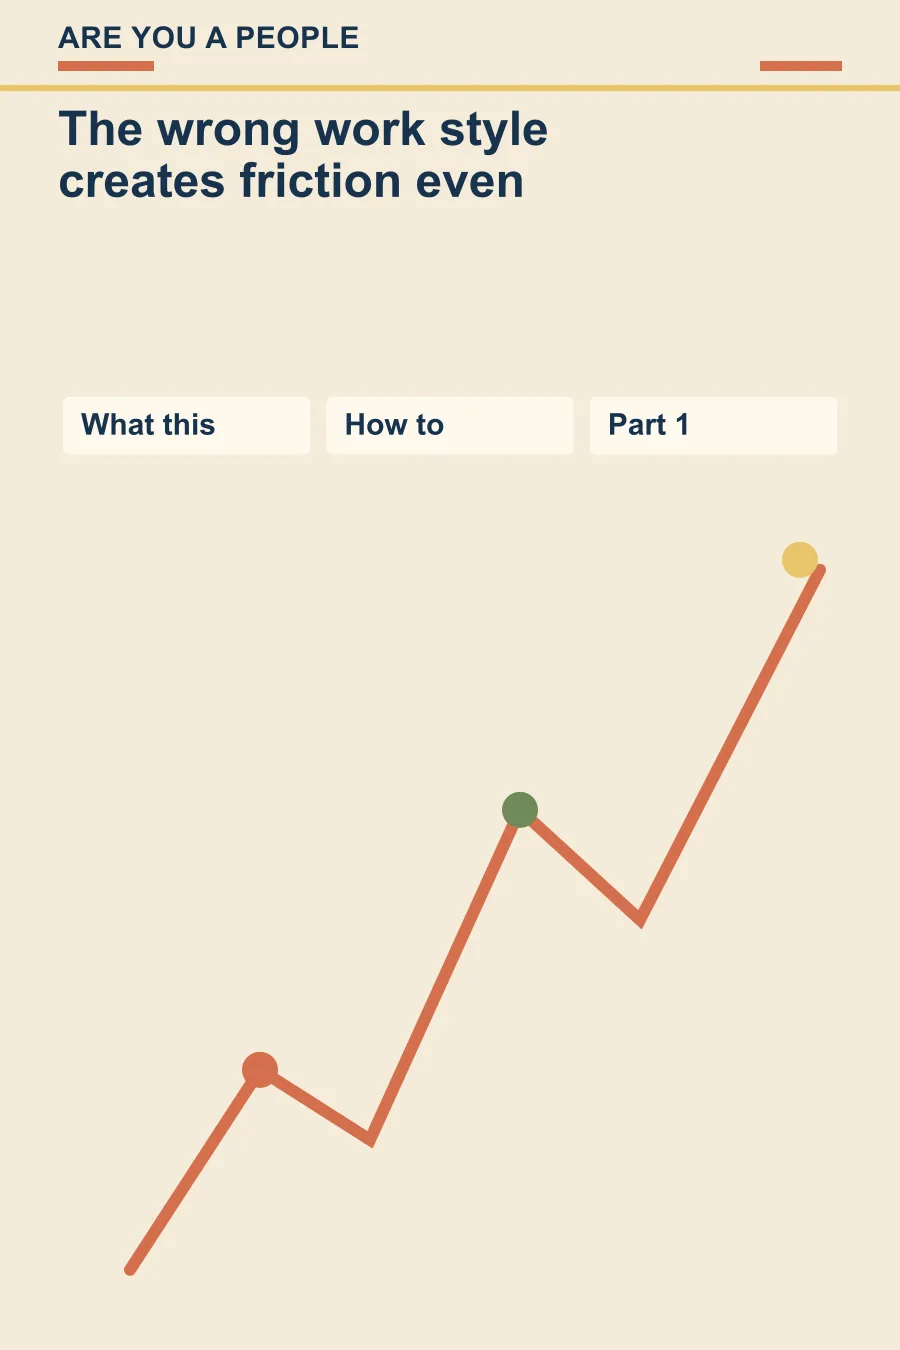 ARE YOU A PEOPLE
The wrong work style
creates friction even
What this
How to
Part 1